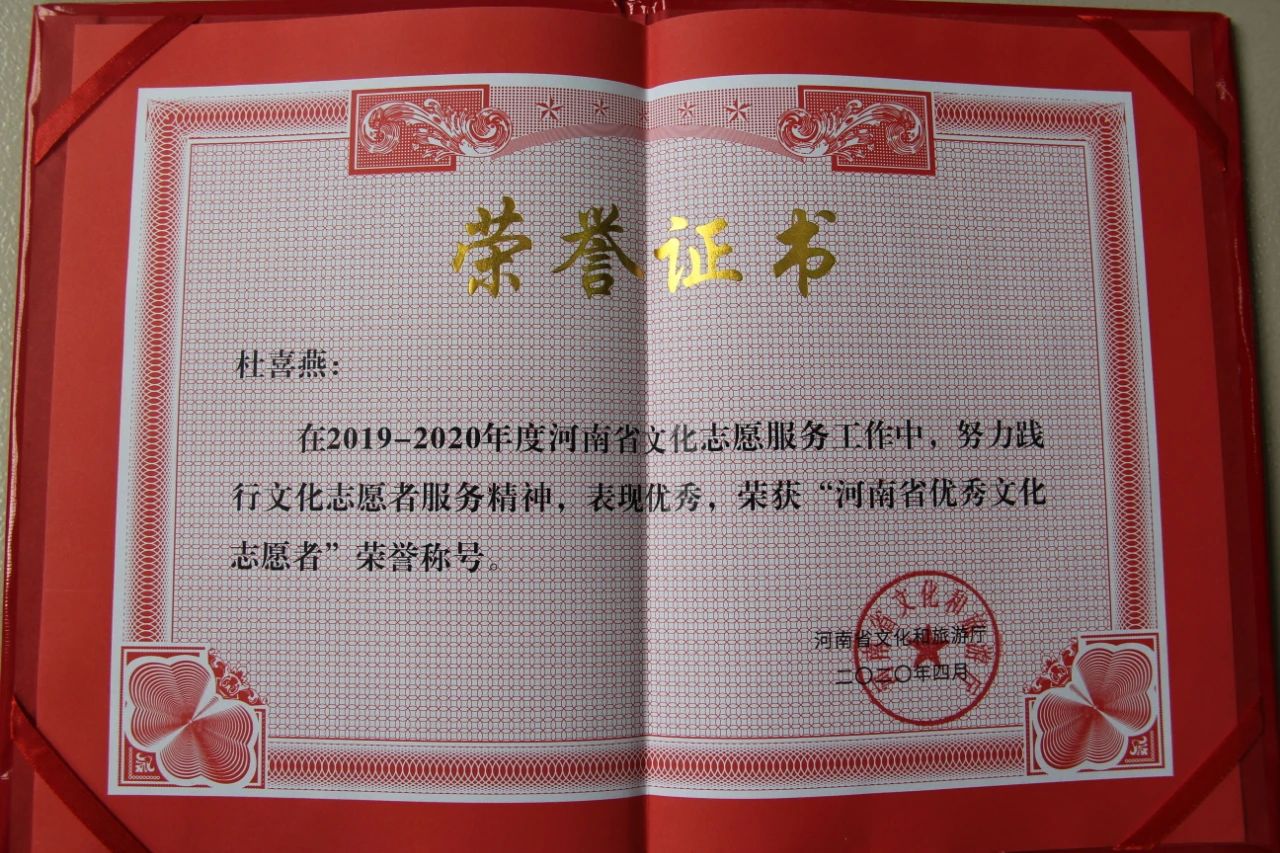 荣誉证书
杜喜燕：
在2019-2020年度河南省文化志愿服务工作中，努力践
行文化志愿者服务精神，表现优秀，荣获“河南省优秀文化
志愿者”荣誉称号。
河南省文化和旅游厅
二〇二〇年四月